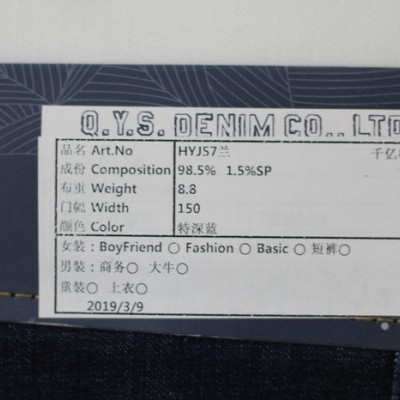 Q.Y.S. DENIM CO., LTD
品名 Art.No HYJ57兰 千亿
成份 Composition 98.5% 1.5%SP
布重 Weight 8.8
门幅 Width 150
颜色 Color 特深蓝
女装: BoyFriend ○ Fashion ○ Basic ○ 短裤○
男装: 商务○ 大牛○
童装○ 上衣○
2019/3/9